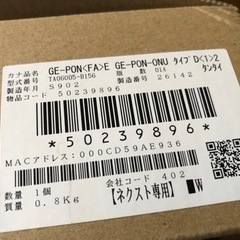 カナ品名 GE-PON<FA>E GE-PON-ONU タイプD<1>2
型式番号 TA06005-B156 版数 01A タンタイ
製造年月 S902 製造番号 26142
物品コード 50239896
*50239896*
MACアドレス:000CD59AE936
数量 1個 会社コード 402
質量 0.8Kg 【ネクスト専用】 W